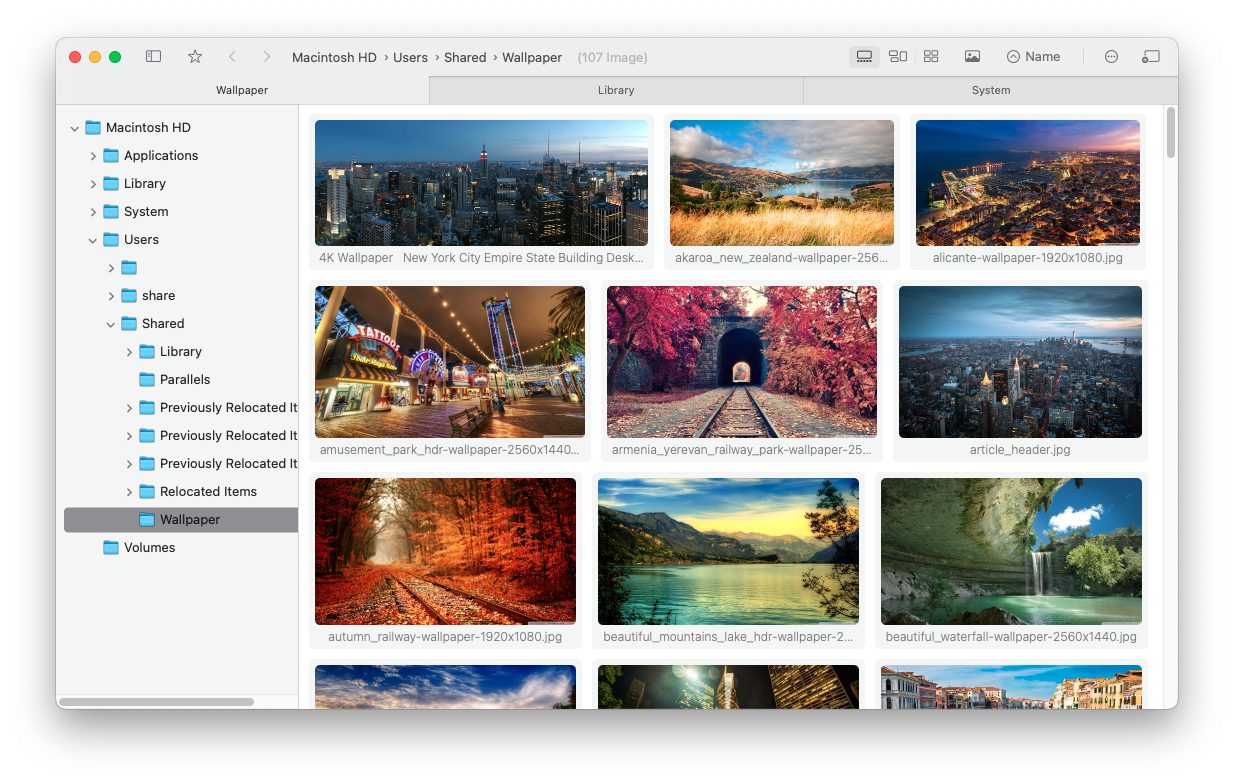 Macintosh HD › Users › Shared › Wallpaper (107 Image)
Name
Wallpaper
Library
System
Macintosh HD
Applications
Library
System
Users
share
Shared
Library
Parallels
Previously Relocated It
Previously Relocated It
Previously Relocated It
Relocated Items
Wallpaper
Volumes
4K Wallpaper New York City Empire State Building Desk...
akaroa_new_zealand-wallpaper-256...
alicante-wallpaper-1920x1080.jpg
TATTOOS
amusement_park_hdr-wallpaper-2560x1440...
armenia_yerevan_railway_park-wallpaper-25...
article_header.jpg
autumn_railway-wallpaper-1920x1080.jpg
beautiful_mountains_lake_hdr-wallpaper-2...
beautiful_waterfall-wallpaper-2560x1440.jpg